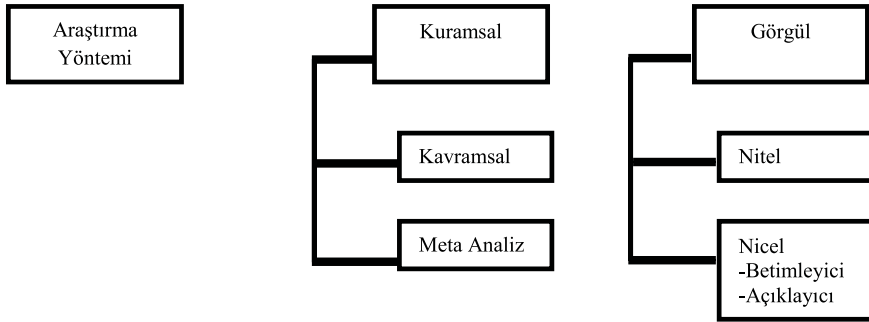 Araştırma
Yöntemi
Kuramsal
Kavramsal
Meta Analiz
Görgül
Nitel
Nicel
-Betimleyici
-Açıklayıcı